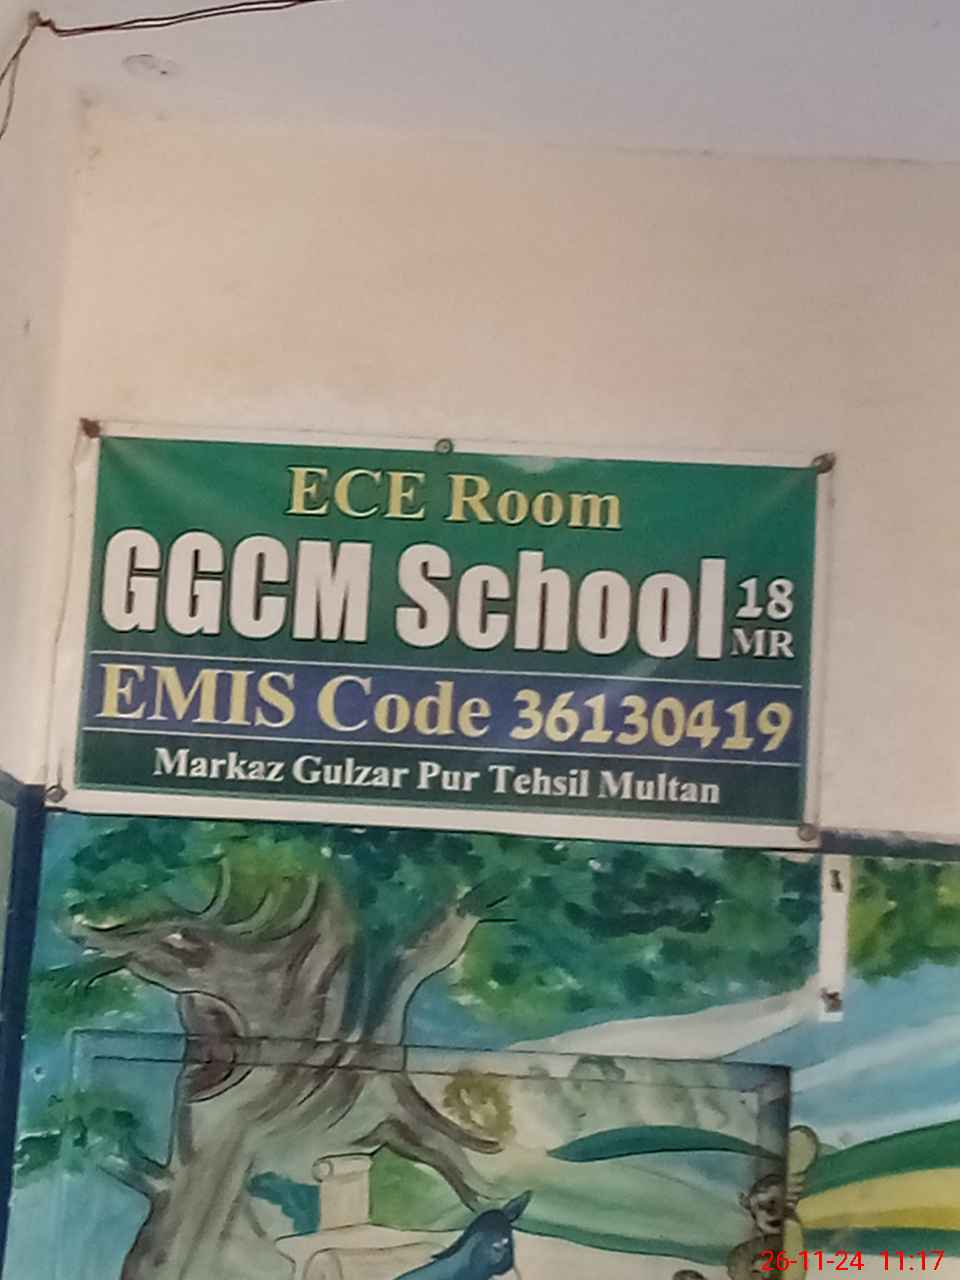 ECE Room
GGCM School 18 MR
EMIS Code 36130419
Markaz Gulzar Pur Tehsil Multan
26-11-24 11:17